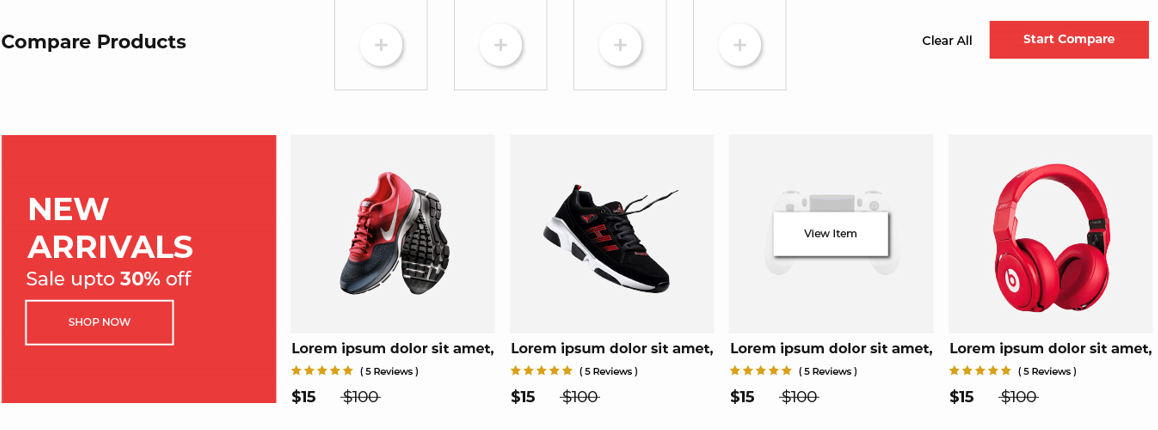 Compare Products
Clear All
Start Compare
NEW
ARRIVALS
Sale upto 30% off
SHOP NOW
View Item
Lorem ipsum dolor sit amet,
( 5 Reviews )
$15 $100
Lorem ipsum dolor sit amet,
( 5 Reviews )
$15 $100
Lorem ipsum dolor sit amet,
( 5 Reviews )
$15 $100
Lorem ipsum dolor sit amet,
( 5 Reviews )
$15 $100